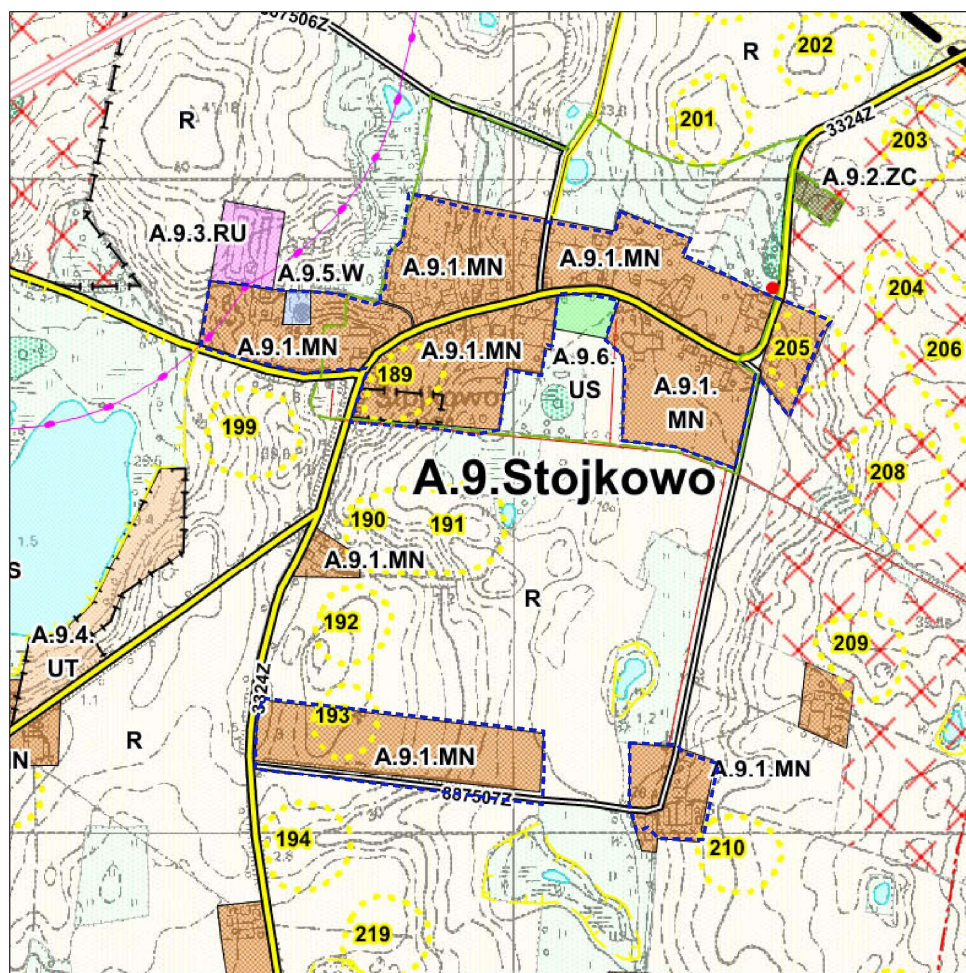 887506Z
R
202
201
3324Z
203
R
A.9.2.ZC
A.9.3.RU
A.9.5.W
A.9.1.MN
A.9.1.MN
204
A.9.1.MN
A.9.1.MN
205
206
189
A.9.6.
US
A.9.1.
MN
199
A.9.Stojkowo
208
190
191
A.9.1.MN
S
R
192
A.9.4.
UT
209
3324Z
193
R
A.9.1.MN
A.9.1.MN
N
887507Z
194
210
219